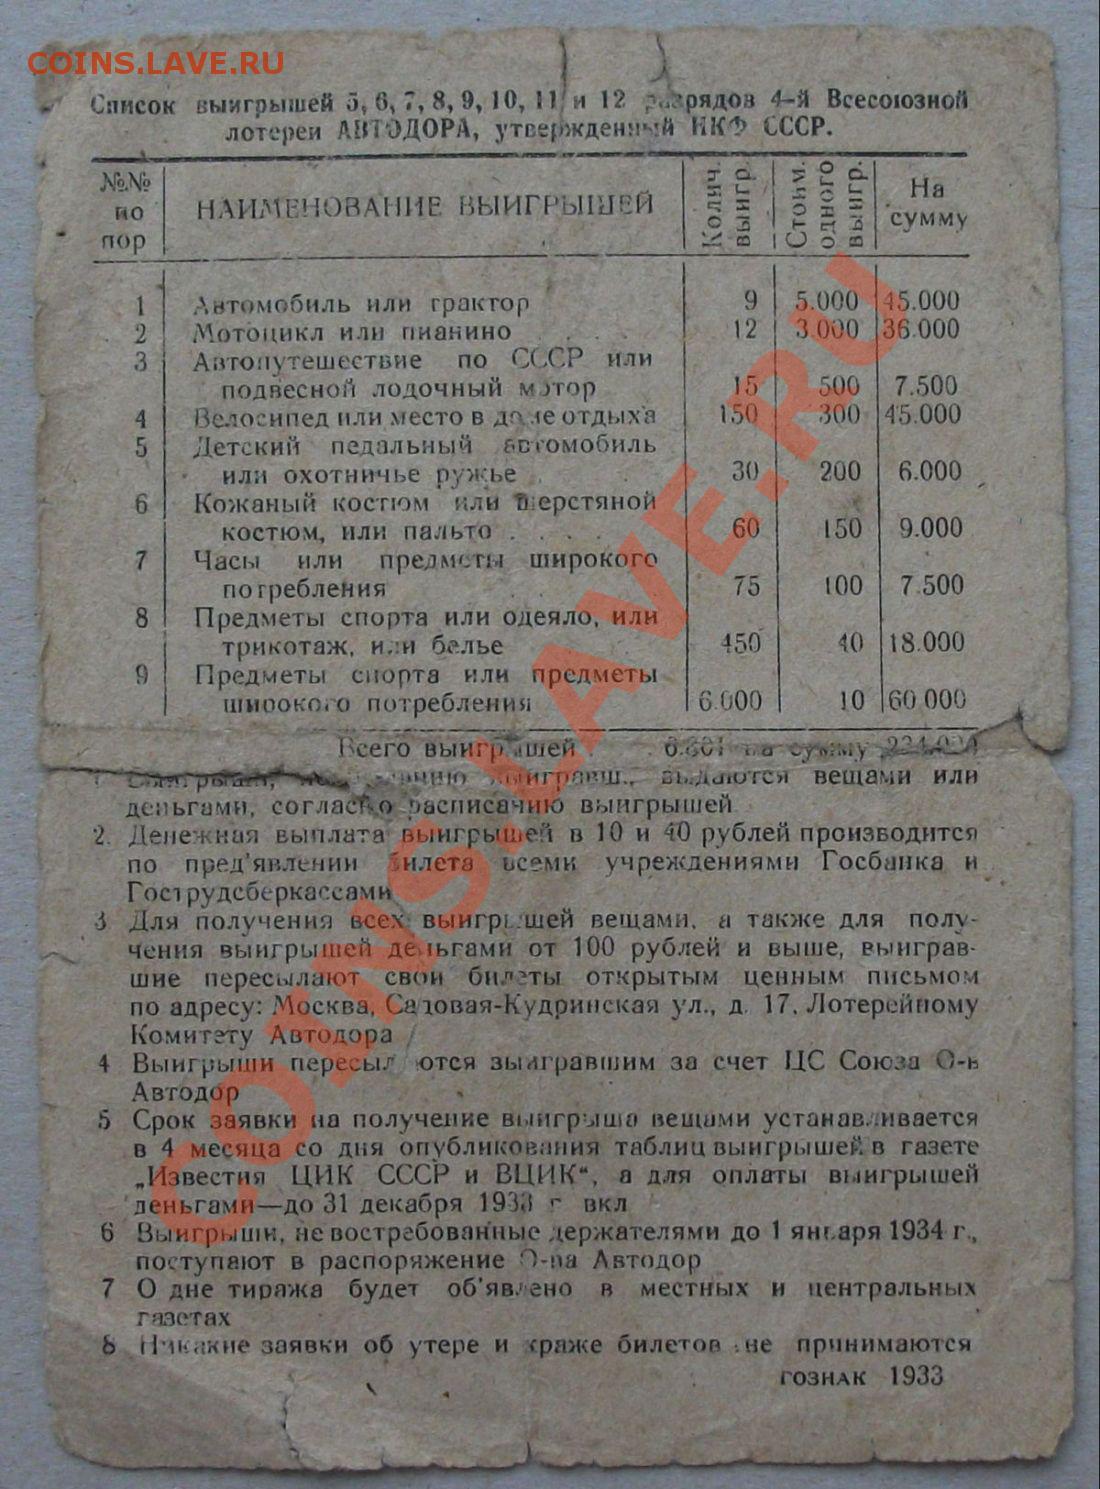 COINS.LAVE.RU
Список выигрышей 5, 6, 7, 8, 9, 10, 11 и 12 разрядов 4-й Всесоюзной
лотереи АВТОДОРА, утвержденный НКФ СССР.
№№ по пор НАИМЕНОВАНИЕ ВЫИГРЫШЕЙ Колич. выигр. Стоим. одного выигр. На сумму
1 Автомобиль или трактор 9 5.000 45.000
2 Мотоцикл или пианино . . . . 12 3.000 36.000
3 Автопутешествие по СССР или
подвесной лодочный мотор 15 500 7.500
4 Велосипед или место в доме отдыха 150 300 45.000
5 Детский педальный автомобиль
или охотничье ружье . . 30 200 6.000
6 Кожаный костюм или шерстяной
костюм, или пальто . . . . 60 150 9.000
7 Часы или предметы широкого
потребления 75 100 7.500
8 Предметы спорта или одеяло, или
трикотаж, или белье 450 40 18.000
9 Предметы спорта или предметы
широкого потребления 6.000 10 60.000
Всего выигрышей . . 6.801 на сумму
1 выигравш., выдаются вещами или
деньгами, согласно расписанию выигрышей
2. Денежная выплата выигрышей в 10 и 40 рублей производится
по пред'явлении билета всеми учреждениями Госбанка и
Гострудсберкассами
3 Для получения всех выигрышей вещами, а также для полу-
чения выигрышей деньгами от 100 рублей и выше, выиграв-
шие пересылают свои билеты открытым ценным письмом
по адресу: Москва, Садовая-Кудринская ул., д. 17, Лотерейному
Комитету Автодора
4 Выигрыши пересылаются выигравшим за счет ЦС Союза О-в
Автодор
5 Срок заявки на получение выигрыша вещами устанавливается
в 4 месяца со дня опубликования таблиц выигрышей в газете
„Известия ЦИК СССР и ВЦИК“, а для оплаты выигрышей
деньгами—до 31 декабря 1933 г вкл
6 Выигрыши, не востребованные держателями до 1 января 1934 г.,
поступают в распоряжение О-ва Автодор
7 О дне тиража будет об'явлено в местных и центральных
газетах
8 Никакие заявки об утере и краже билетов не принимаются
ГОЗНАК 1933
COINS.LAVE.RU